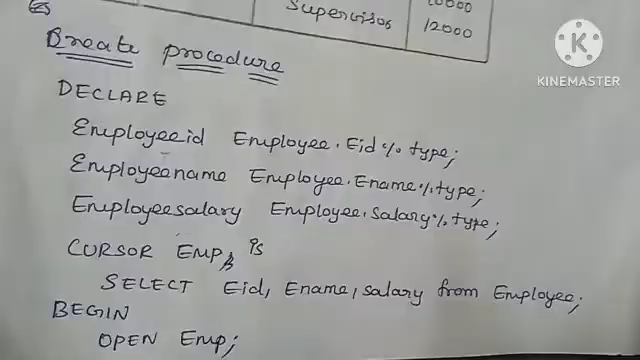 10000
Supervisor 12000
Create procedure
DECLARE
Employeeid Employee.Eid%type;
Employeename Employee.Ename%type;
Employeesalary Employee.Salary%type;
CURSOR Emp is
SELECT Eid, Ename, Salary from Employee;
BEGIN
OPEN Emp;
K
KINEMASTER